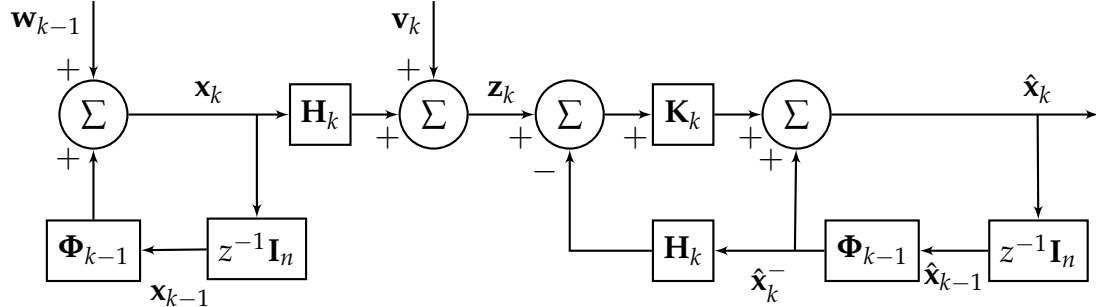 w_{k−1}
v_k
+
+
x_k
z_k
x̂_k
Σ
H_k
Σ
Σ
K_k
Σ
+
+
+
−
+
+
+
Φ_{k−1}
z^{−1}I_n
H_k
Φ_{k−1}
z^{−1}I_n
x_{k−1}
x̂_k^−
x̂_{k−1}